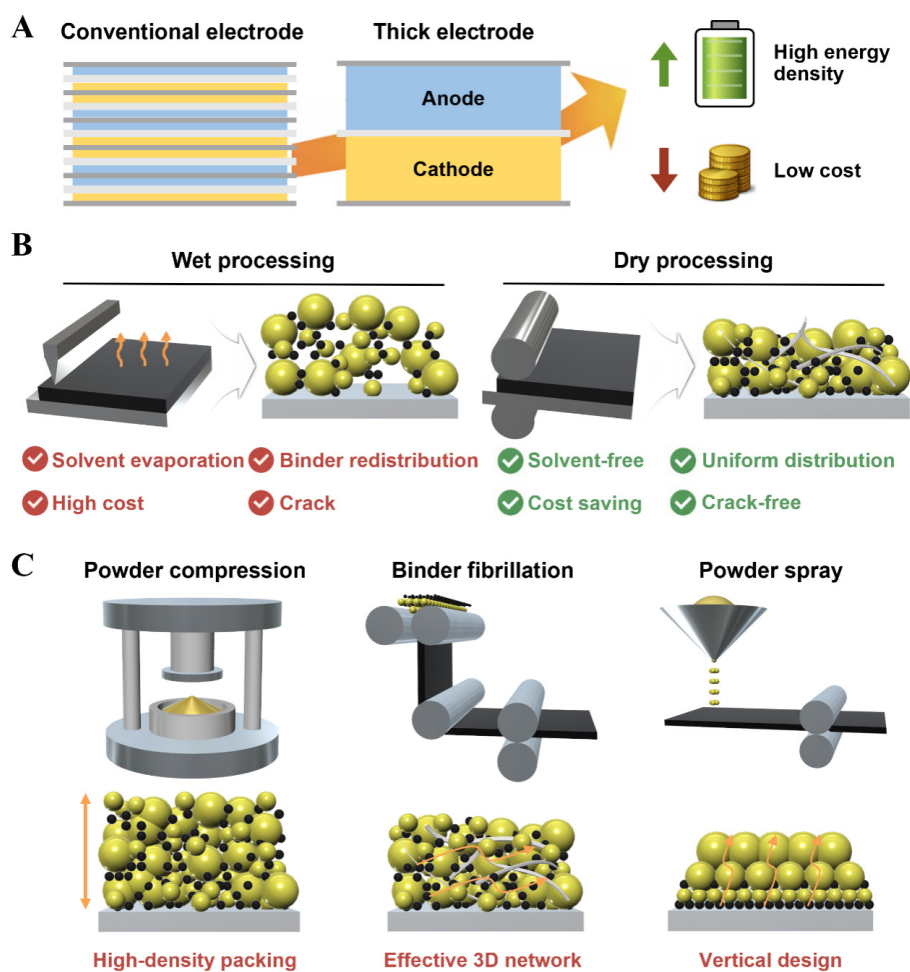 A
Conventional electrode
Thick electrode
Anode
Cathode
High energy
density
Low cost
B
Wet processing
Dry processing
Solvent evaporation
Binder redistribution
Solvent-free
Uniform distribution
High cost
Crack
Cost saving
Crack-free
C
Powder compression
Binder fibrillation
Powder spray
High-density packing
Effective 3D network
Vertical design